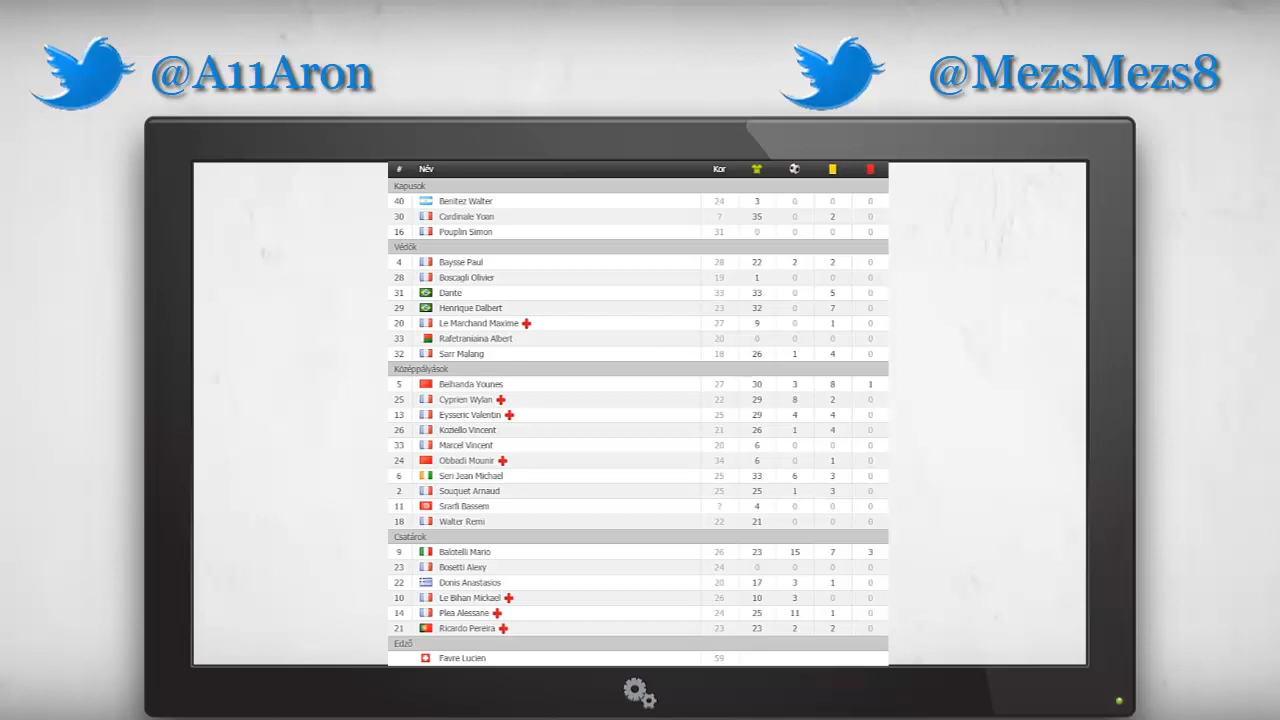 @A11Aron
@MezsMezs8
# Név Kor
Kapusok
40 Benitez Walter 24 3 0 0 0
30 Cardinale Yoan ? 35 0 2 0
16 Pouplin Simon 31 0 0 0 0
Védők
4 Baysse Paul 28 22 2 2 0
28 Boscagli Olivier 19 1 0 0 0
31 Dante 33 33 0 5 0
29 Henrique Dalbert 23 32 0 7 0
20 Le Marchand Maxime 27 9 0 1 0
33 Rafetraniaina Albert 20 0 0 0 0
32 Sarr Malang 18 26 1 4 0
Középpályások
5 Belhanda Younes 27 30 3 8 1
25 Cyprien Wylan 22 29 8 2 0
13 Eysseric Valentin 25 29 4 4 0
26 Koziello Vincent 21 26 1 4 0
33 Marcel Vincent 20 6 0 0 0
24 Obbadi Mounir 34 6 0 1 0
6 Seri Jean Michael 25 33 6 3 0
2 Souquet Arnaud 25 25 1 3 0
11 Srarfi Bassem ? 4 0 0 0
18 Walter Remi 22 21 0 0 0
Csatárok
9 Balotelli Mario 26 23 15 7 3
23 Bosetti Alexy 24 0 0 0 0
22 Donis Anastasios 20 17 3 1 0
10 Le Bihan Mickael 26 10 3 0 0
14 Plea Alessane 24 25 11 1 0
21 Ricardo Pereira 23 23 2 2 0
Edző
Favre Lucien 59